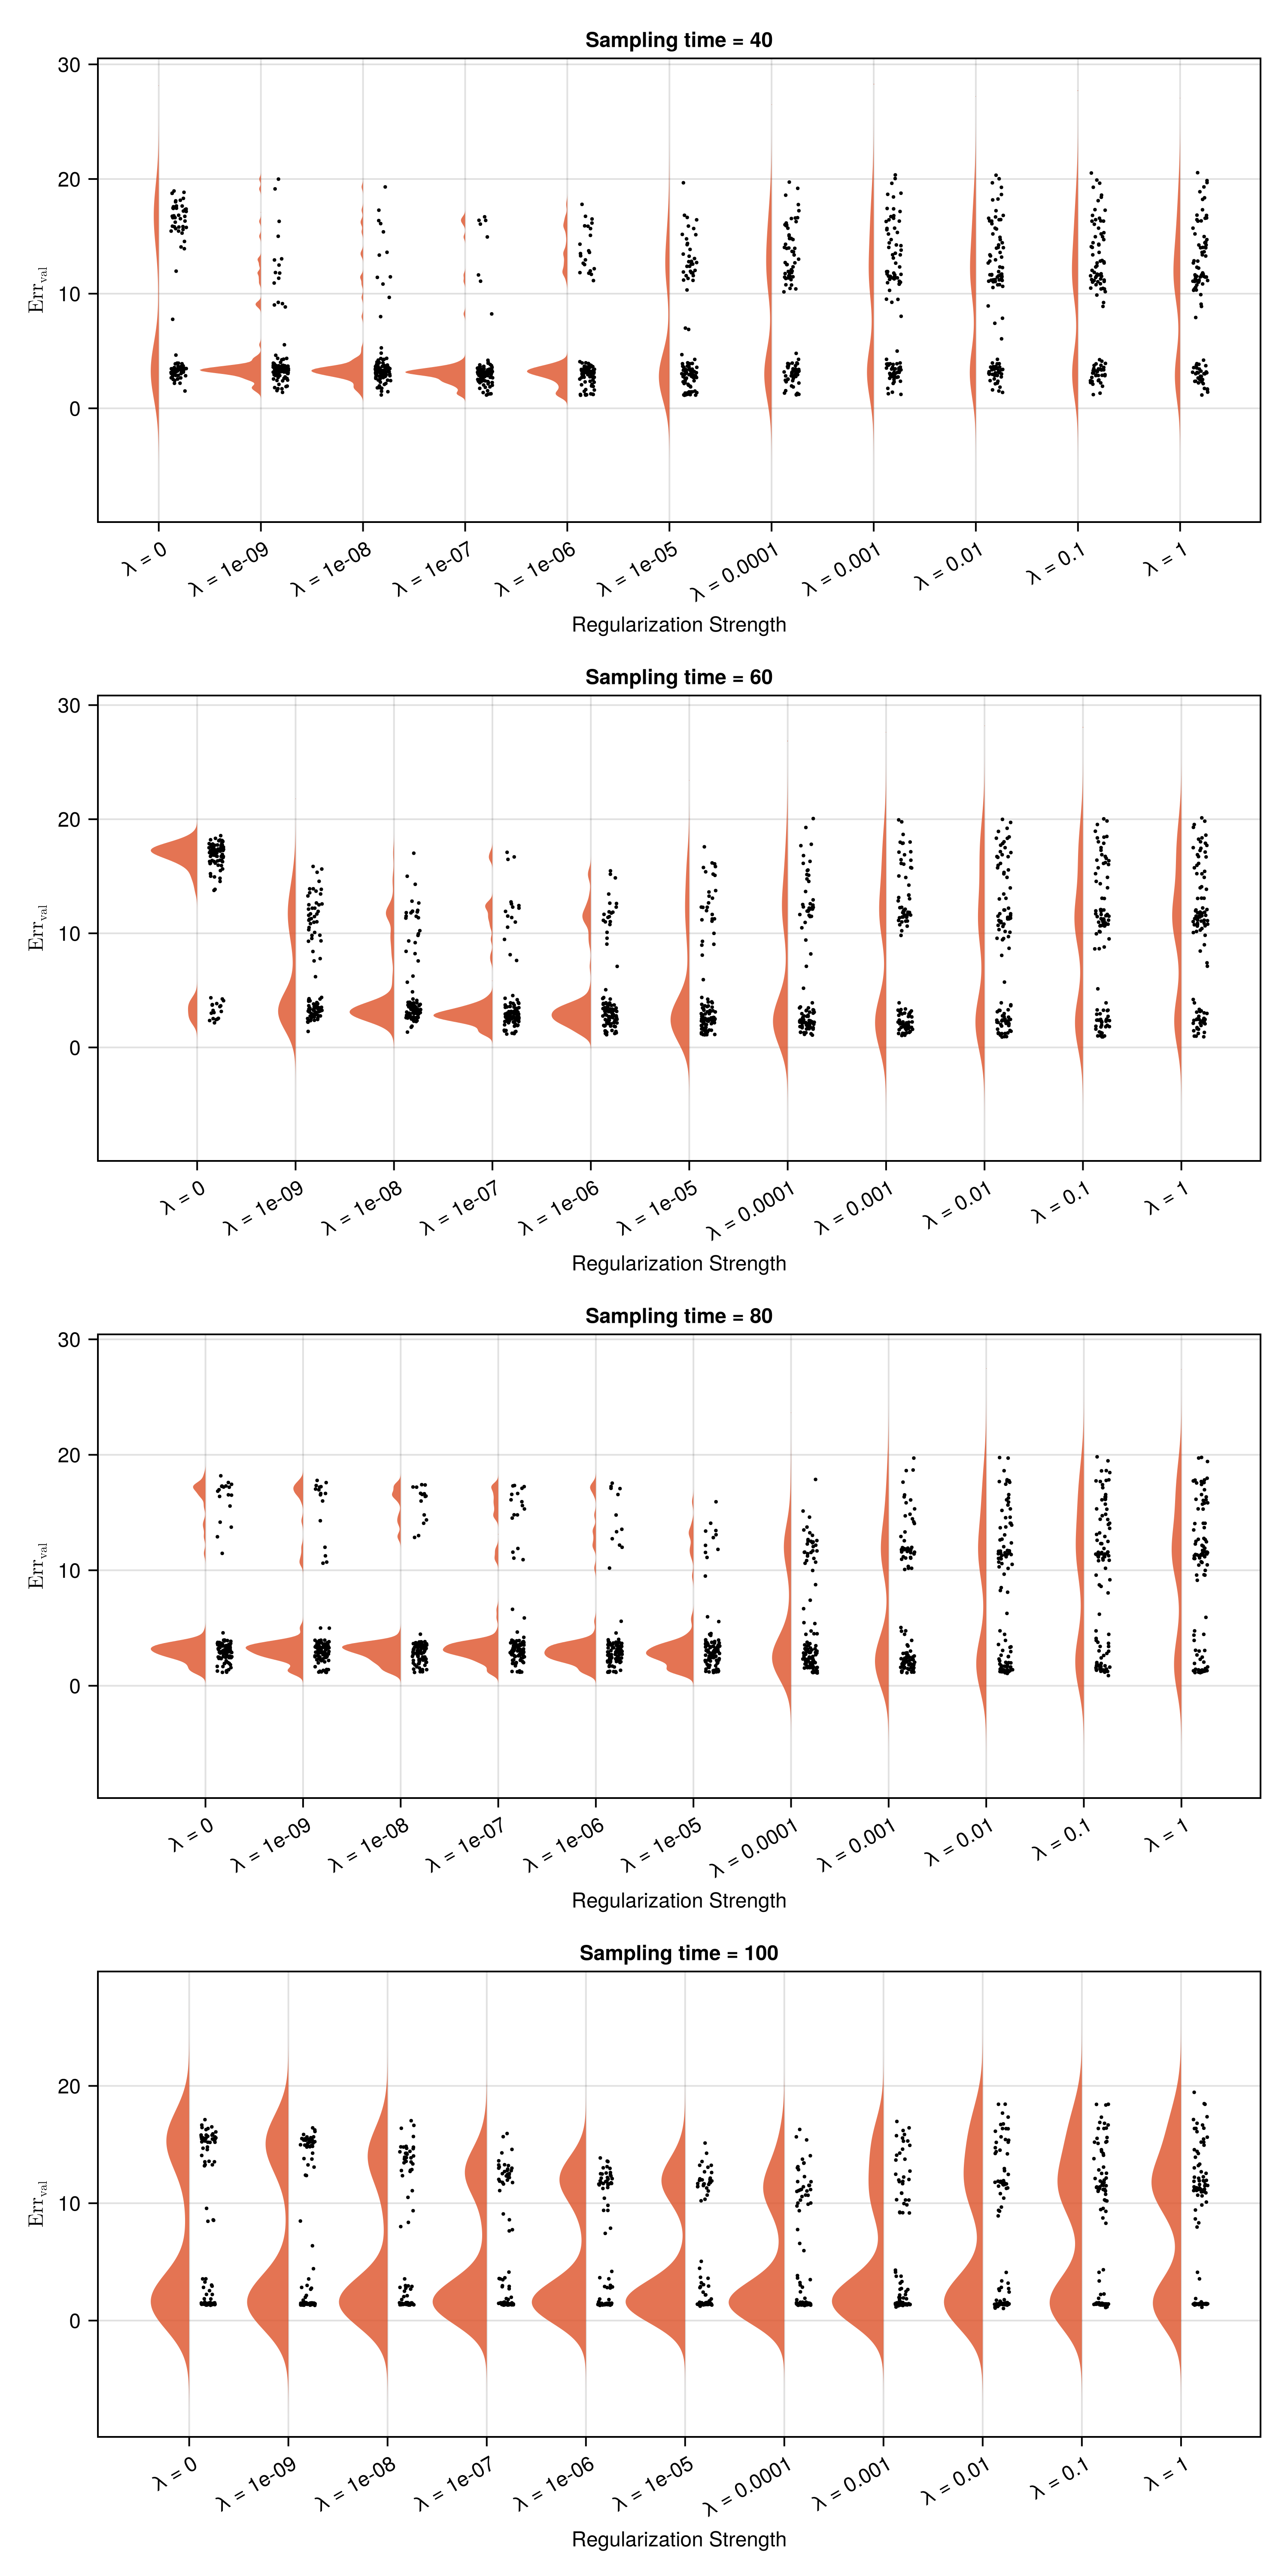 Sampling time = 40
30
20
10
0
Err_val
λ = 0
λ = 1e-09
λ = 1e-08
λ = 1e-07
λ = 1e-06
λ = 1e-05
λ = 0.0001
λ = 0.001
λ = 0.01
λ = 0.1
λ = 1
Regularization Strength
Sampling time = 60
30
20
10
0
Err_val
λ = 0
λ = 1e-09
λ = 1e-08
λ = 1e-07
λ = 1e-06
λ = 1e-05
λ = 0.0001
λ = 0.001
λ = 0.01
λ = 0.1
λ = 1
Regularization Strength
Sampling time = 80
30
20
10
0
Err_val
λ = 0
λ = 1e-09
λ = 1e-08
λ = 1e-07
λ = 1e-06
λ = 1e-05
λ = 0.0001
λ = 0.001
λ = 0.01
λ = 0.1
λ = 1
Regularization Strength
Sampling time = 100
20
10
0
Err_val
λ = 0
λ = 1e-09
λ = 1e-08
λ = 1e-07
λ = 1e-06
λ = 1e-05
λ = 0.0001
λ = 0.001
λ = 0.01
λ = 0.1
λ = 1
Regularization Strength